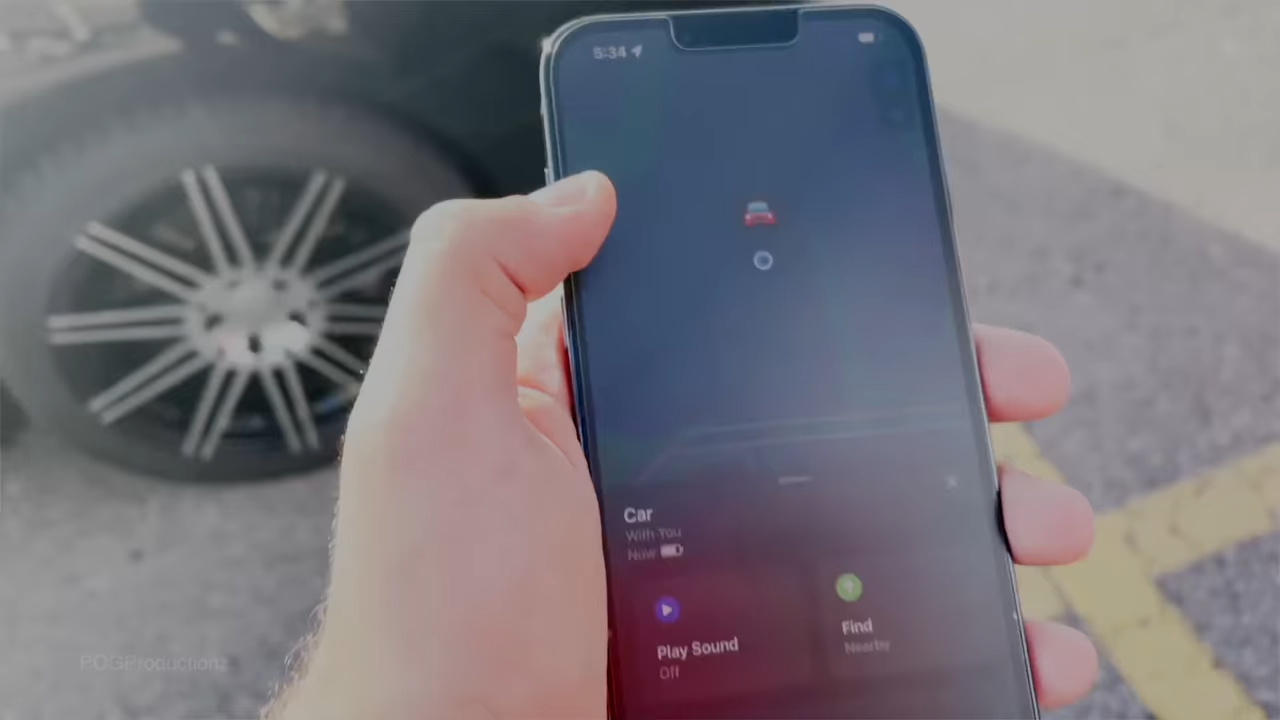 5:34
Car
With You
Now
Play Sound
Off
Find
Nearby
POGProductionz